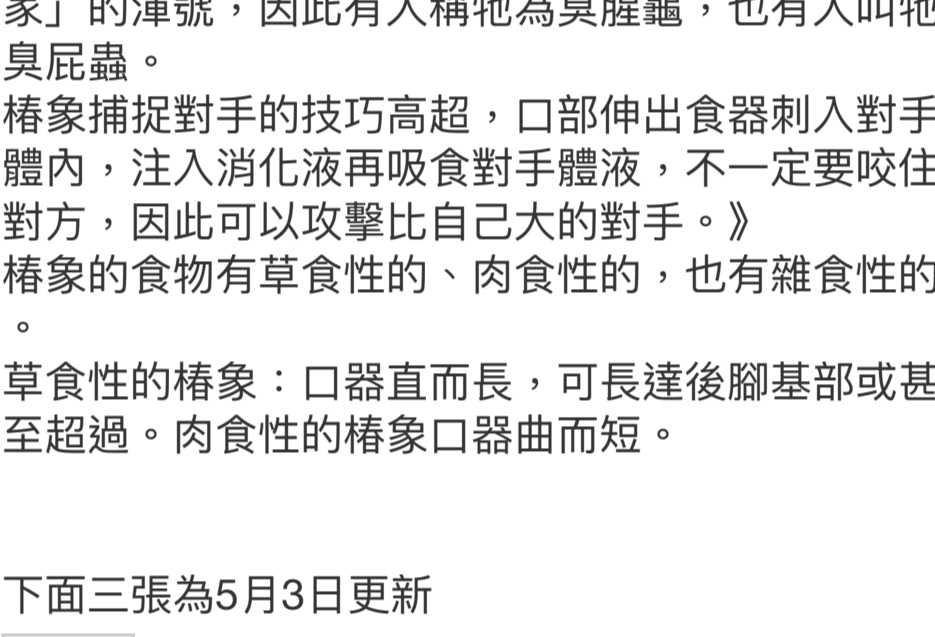 家」的渾號，因此有人稱牠為臭腥龜，也有人叫牠
臭屁蟲。
椿象捕捉對手的技巧高超，口部伸出食器刺入對手
體內，注入消化液再吸食對手體液，不一定要咬住
對方，因此可以攻擊比自己大的對手。》
椿象的食物有草食性的、肉食性的，也有雜食性的
。
草食性的椿象：口器直而長，可長達後腳基部或甚
至超過。肉食性的椿象口器曲而短。
下面三張為5月3日更新